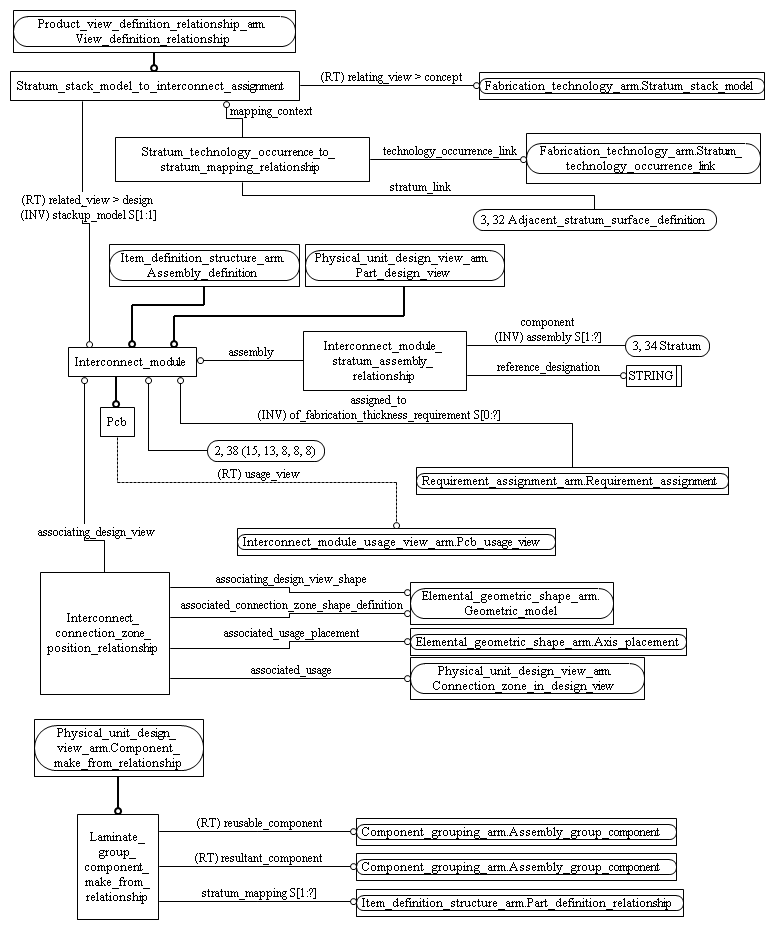 Product_view_definition_relationship_arm.
View_definition_relationship
Stratum_stack_model_to_interconnect_assignment
(RT) relating_view > concept
Fabrication_technology_arm.Stratum_stack_model
mapping_context
Stratum_technology_occurrence_to_
stratum_mapping_relationship
technology_occurrence_link
Fabrication_technology_arm.Stratum_
technology_occurrence_link
stratum_link
3, 32 Adjacent_stratum_surface_definition
(RT) related_view > design
(INV) stackup_model S[1:1]
Item_definition_structure_arm.
Assembly_definition
Physical_unit_design_view_arm.
Part_design_view
Interconnect_module
assembly
Interconnect_module_
stratum_assembly_
relationship
component
(INV) assembly S[1:?]
3, 34 Stratum
reference_designation
STRING
assigned_to
(INV) of_fabrication_thickness_requirement S[0:?]
Pcb
2, 38 (15, 13, 8, 8, 8)
(RT) usage_view
Requirement_assignment_arm.Requirement_assignment
associating_design_view
Interconnect_module_usage_view_arm.Pcb_usage_view
Interconnect_
connection_zone_
position_relationship
associating_design_view_shape
associated_connection_zone_shape_definition
Elemental_geometric_shape_arm.
Geometric_model
associated_usage_placement
Elemental_geometric_shape_arm.Axis_placement
associated_usage
Physical_unit_design_view_arm.
Connection_zone_in_design_view
Physical_unit_design_
view_arm.Component_
make_from_relationship
Laminate_
group_
component_
make_from_
relationship
(RT) reusable_component
Component_grouping_arm.Assembly_group_component
(RT) resultant_component
Component_grouping_arm.Assembly_group_component
stratum_mapping S[1:?]
Item_definition_structure_arm.Part_definition_relationship